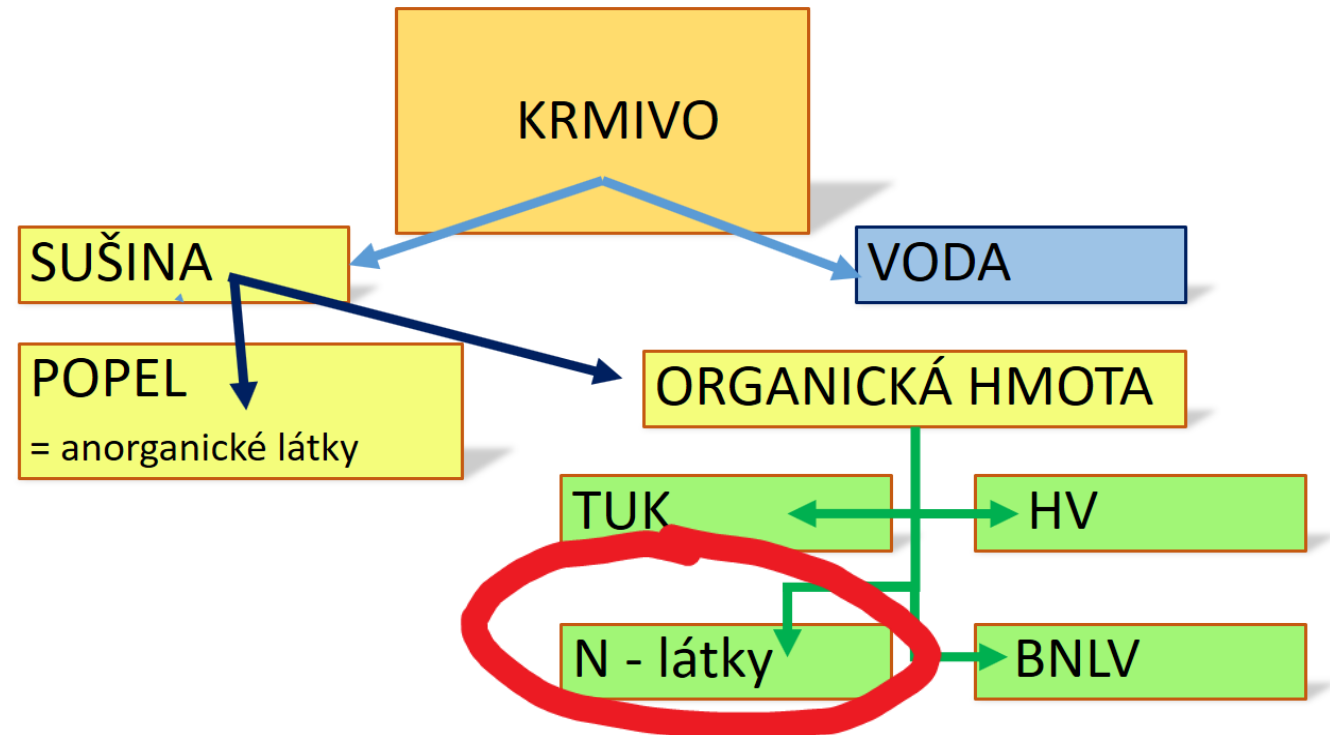 KRMIVO
SUŠINA
VODA
POPEL
= anorganické látky
ORGANICKÁ HMOTA
TUK
HV
N - látky
BNLV